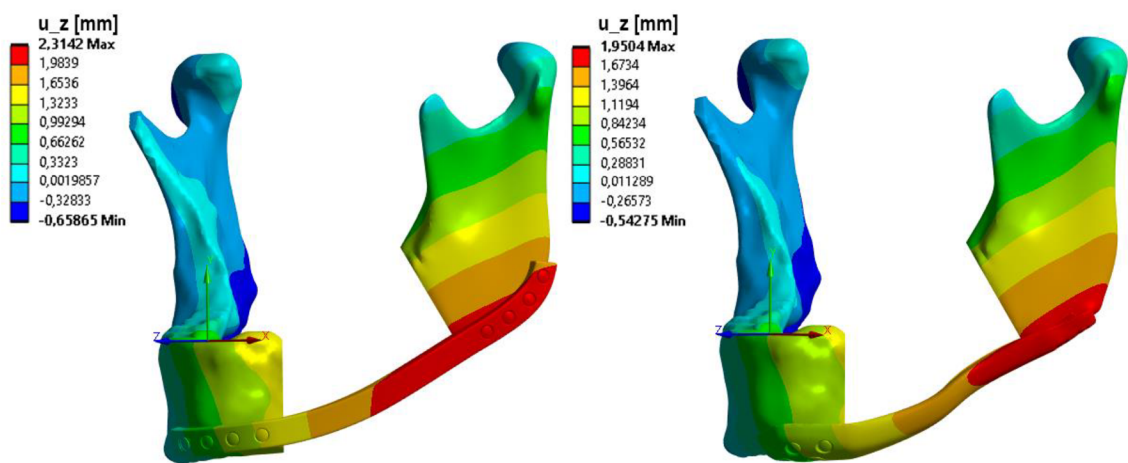 u_z [mm]
2,3142 Max
1,9839
1,6536
1,3233
0,99294
0,66262
0,3323
0,0019857
-0,32833
-0,65865 Min
Y
Z
X
u_z [mm]
1,9504 Max
1,6734
1,3964
1,1194
0,84234
0,56532
0,28831
0,011289
-0,26573
-0,54275 Min
Y
Z
X